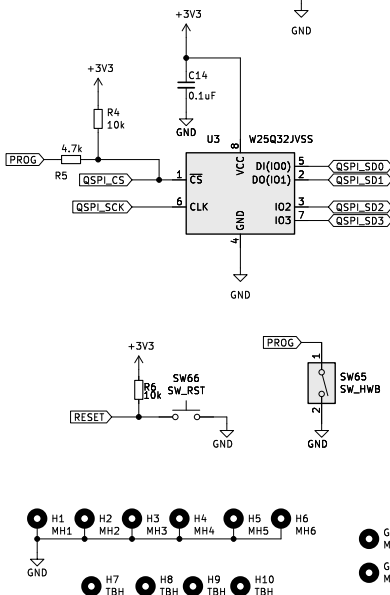 +3V3
GND
+3V3
C14
0.1uF
R4
10k
GND
U3 W25Q32JVSS
4.7k
PROG
R5
8
VCC
DI(IO0) 5 QSPI_SD0
DO(IO1) 2 QSPI_SD1
QSPI_CS 1 CS
QSPI_SCK 6 CLK
IO2 3 QSPI_SD2
IO3 7 QSPI_SD3
GND
4
GND
+3V3
PROG
1
R6
10k
SW66
SW_RST
SW65
SW_HWB
2
RESET
GND
GND
H1
MH1
H2
MH2
H3
MH3
H4
MH4
H5
MH5
H6
MH6
GND
H7
TBH
H8
TBH
H9
TBH
H10
TBH